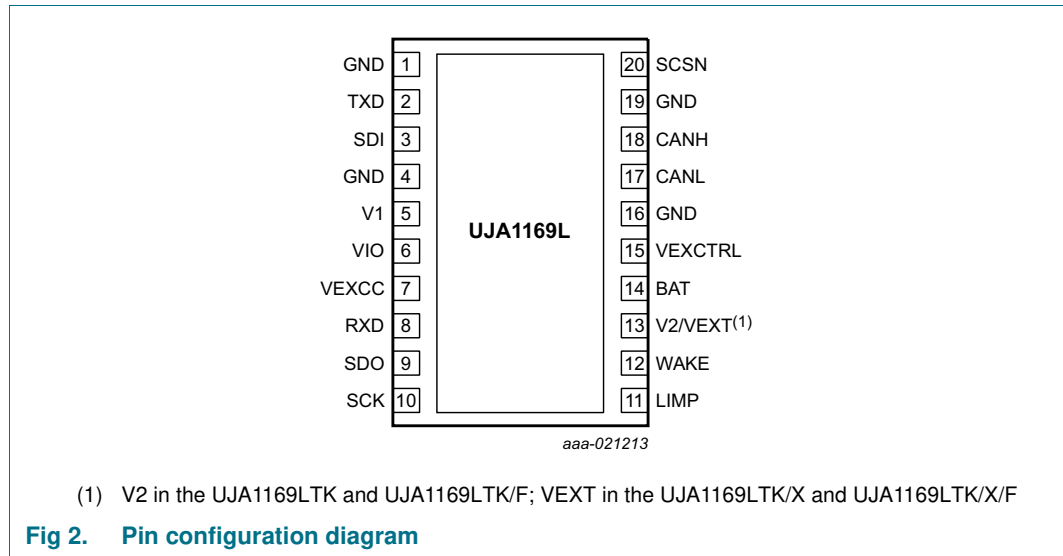 GND 1 20 SCSN
TXD 2 19 GND
SDI 3 18 CANH
GND 4 17 CANL
V1 5 16 GND
UJA1169L
VIO 6 15 VEXCTRL
VEXCC 7 14 BAT
RXD 8 13 V2/VEXT(1)
SDO 9 12 WAKE
SCK 10 11 LIMP
aaa-021213
(1) V2 in the UJA1169LTK and UJA1169LTK/F; VEXT in the UJA1169LTK/X and UJA1169LTK/X/F
Fig 2. Pin configuration diagram